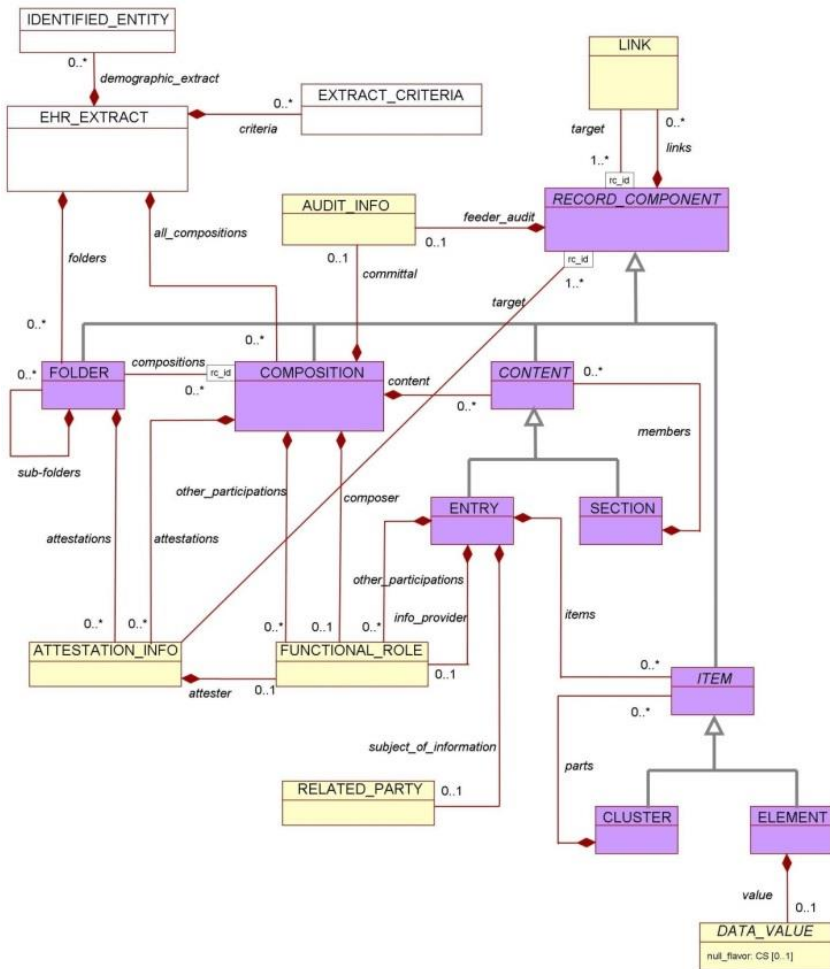 IDENTIFIED_ENTITY
0..*
demographic_extract
EHR_EXTRACT
0..*
criteria
EXTRACT_CRITERIA
LINK
target
0..*
links
1..*
rc_id
RECORD_COMPONENT
AUDIT_INFO
feeder_audit
0..1
0..1
committal
rc_id
1..*
target
folders
all_compositions
0..*
0..*
0..*
FOLDER
compositions
rc_id
0..*
COMPOSITION
content
0..*
CONTENT
0..*
members
sub-folders
other_participations
composer
ENTRY
SECTION
attestations
attestations
other_participations
info_provider
items
0..*
0..*
0..*
0..1
0..*
ATTESTATION_INFO
attester
0..1
FUNCTIONAL_ROLE
0..1
0..*
ITEM
0..*
subject_of_information
parts
RELATED_PARTY
0..1
CLUSTER
ELEMENT
value
0..1
DATA_VALUE
null_flavor: CS [0..1]